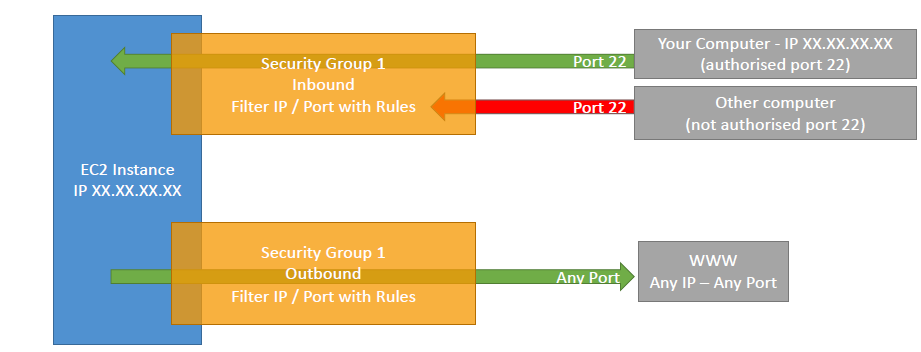 Your Computer - IP XX.XX.XX.XX
(authorised port 22)
Port 22
Security Group 1
Inbound
Filter IP / Port with Rules
Port 22
Other computer
(not authorised port 22)
EC2 Instance
IP XX.XX.XX.XX
Security Group 1
Outbound
Filter IP / Port with Rules
Any Port
WWW
Any IP – Any Port